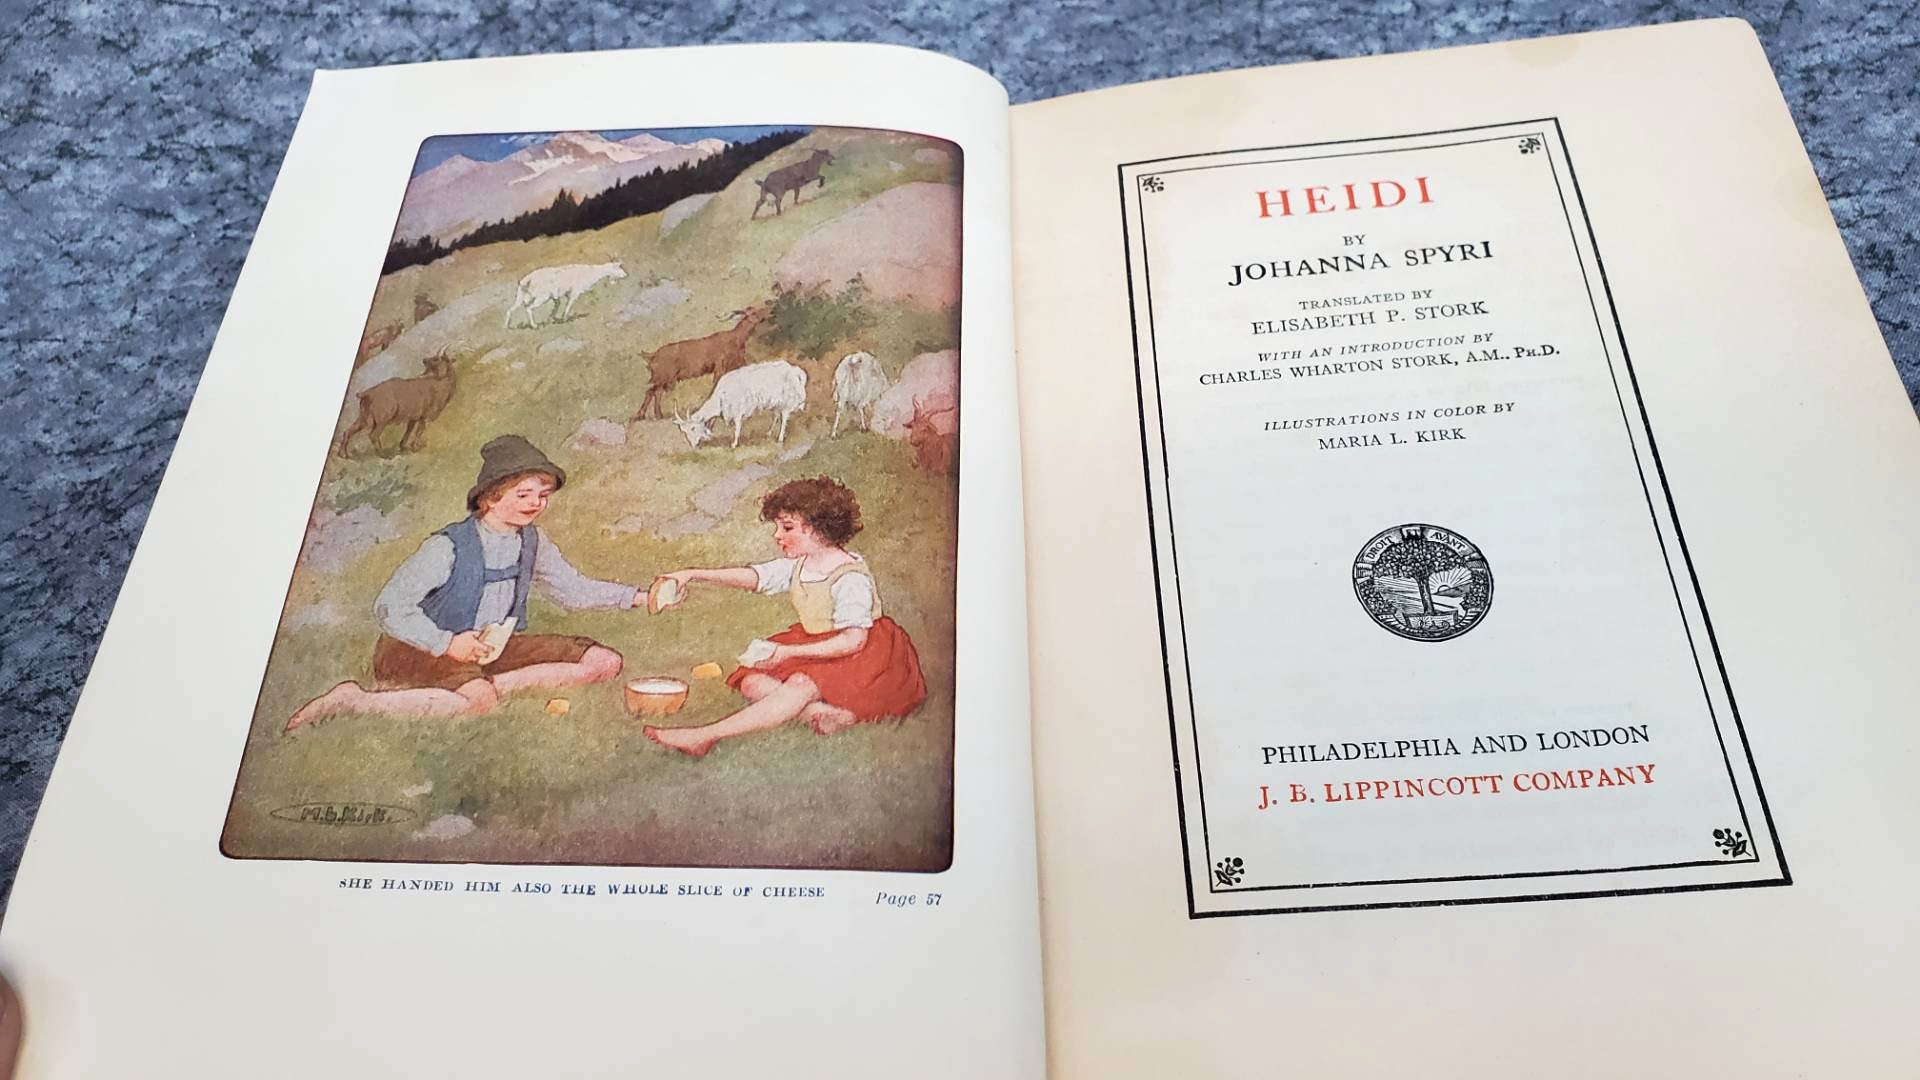 M.L.Kirk.
SHE HANDED HIM ALSO THE WHOLE SLICE OF CHEESE Page 57
HEIDI
BY
JOHANNA SPYRI
TRANSLATED BY
ELISABETH P. STORK
WITH AN INTRODUCTION BY
CHARLES WHARTON STORK, A.M., PH.D.
ILLUSTRATIONS IN COLOR BY
MARIA L. KIRK
DROIT ET AVANT
PHILADELPHIA AND LONDON
J. B. LIPPINCOTT COMPANY